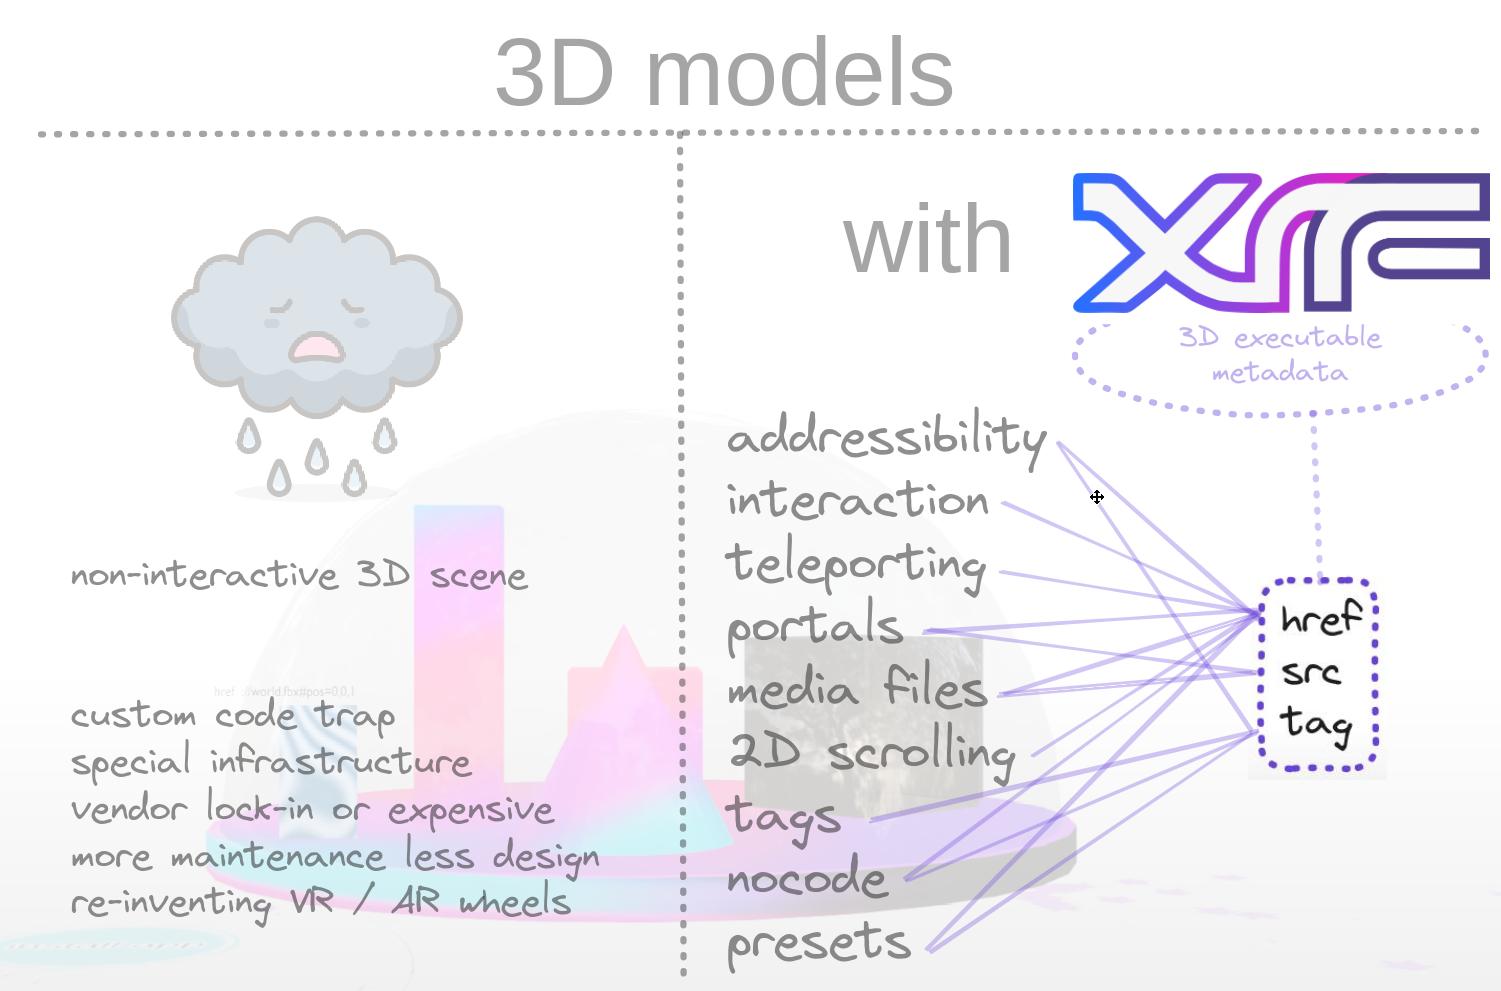 3D models
non-interactive 3D scene
href ://world.fbx#pos=0,0,1
custom code trap
special infrastructure
vendor lock-in or expensive
more maintenance less design
re-inventing VR / AR wheels
with XRF
3D executable
metadata
addressibility
interaction
teleporting
portals
media files
2D scrolling
tags
nocode
presets
href
src
tag